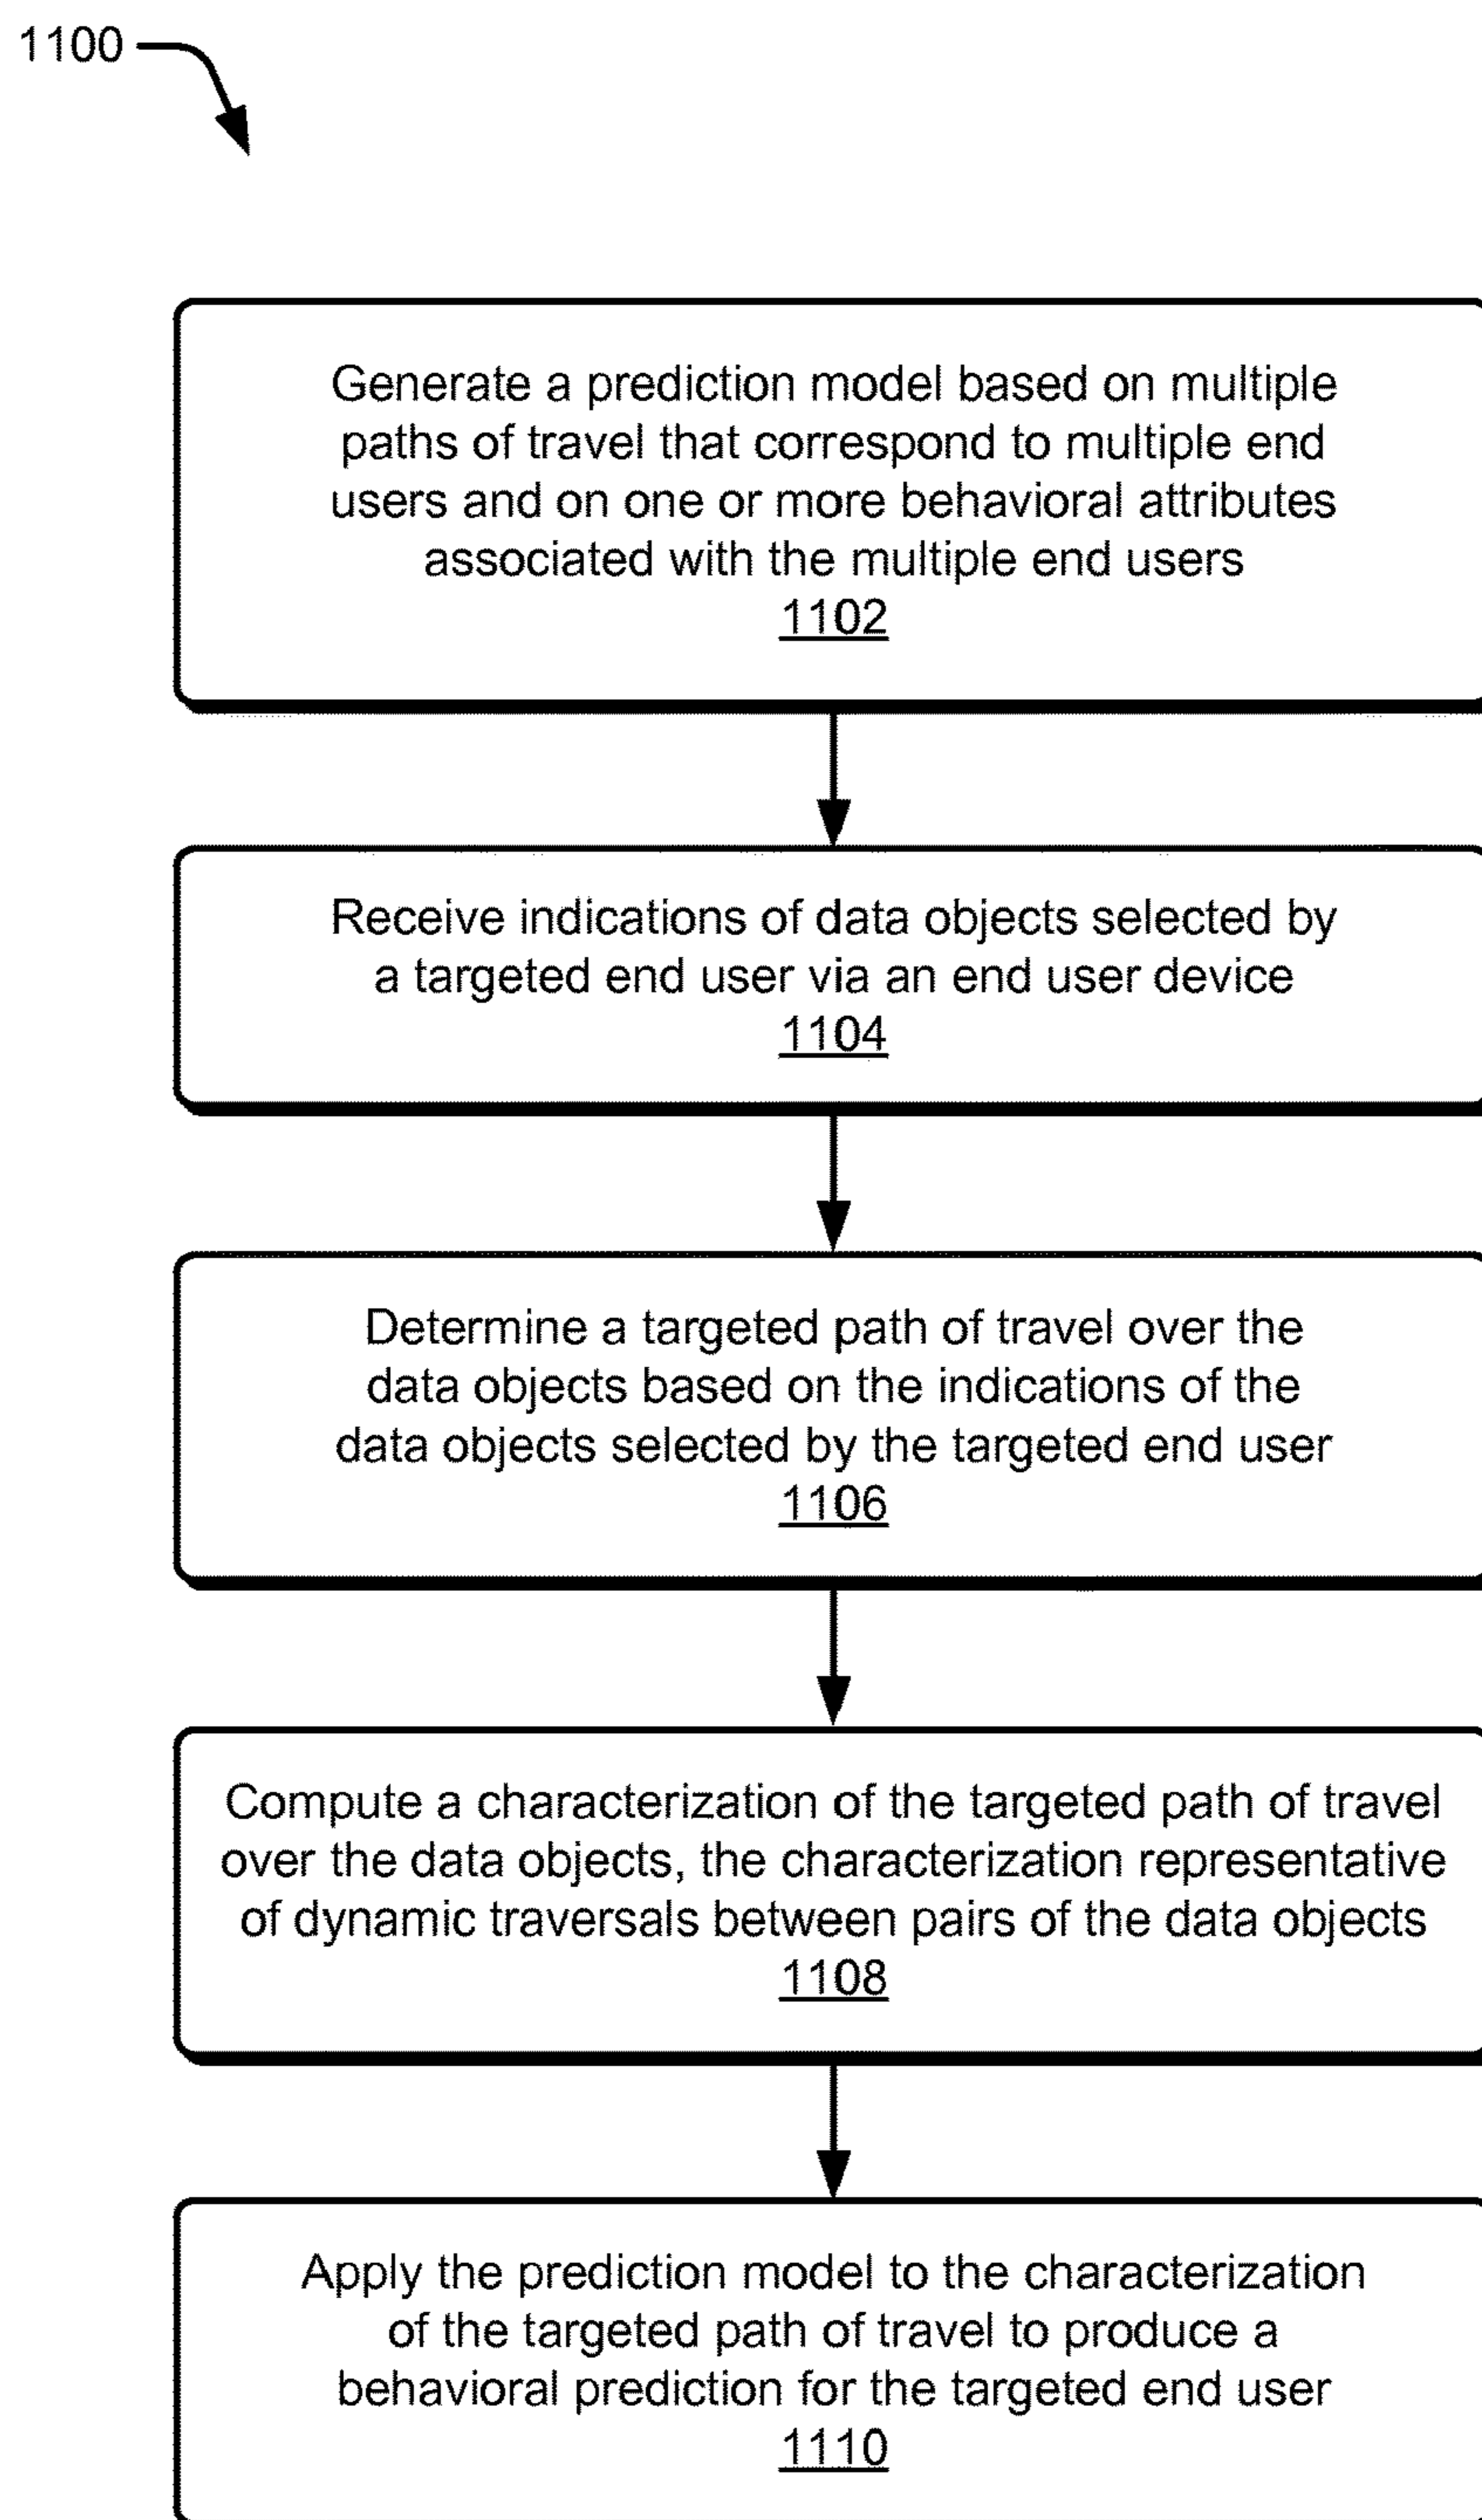 1100
Generate a prediction model based on multiple
paths of travel that correspond to multiple end
users and on one or more behavioral attributes
associated with the multiple end users
1102
Receive indications of data objects selected by
a targeted end user via an end user device
1104
Determine a targeted path of travel over the
data objects based on the indications of the
data objects selected by the targeted end user
1106
Compute a characterization of the targeted path of travel
over the data objects, the characterization representative
of dynamic traversals between pairs of the data objects
1108
Apply the prediction model to the characterization
of the targeted path of travel to produce a
behavioral prediction for the targeted end user
1110